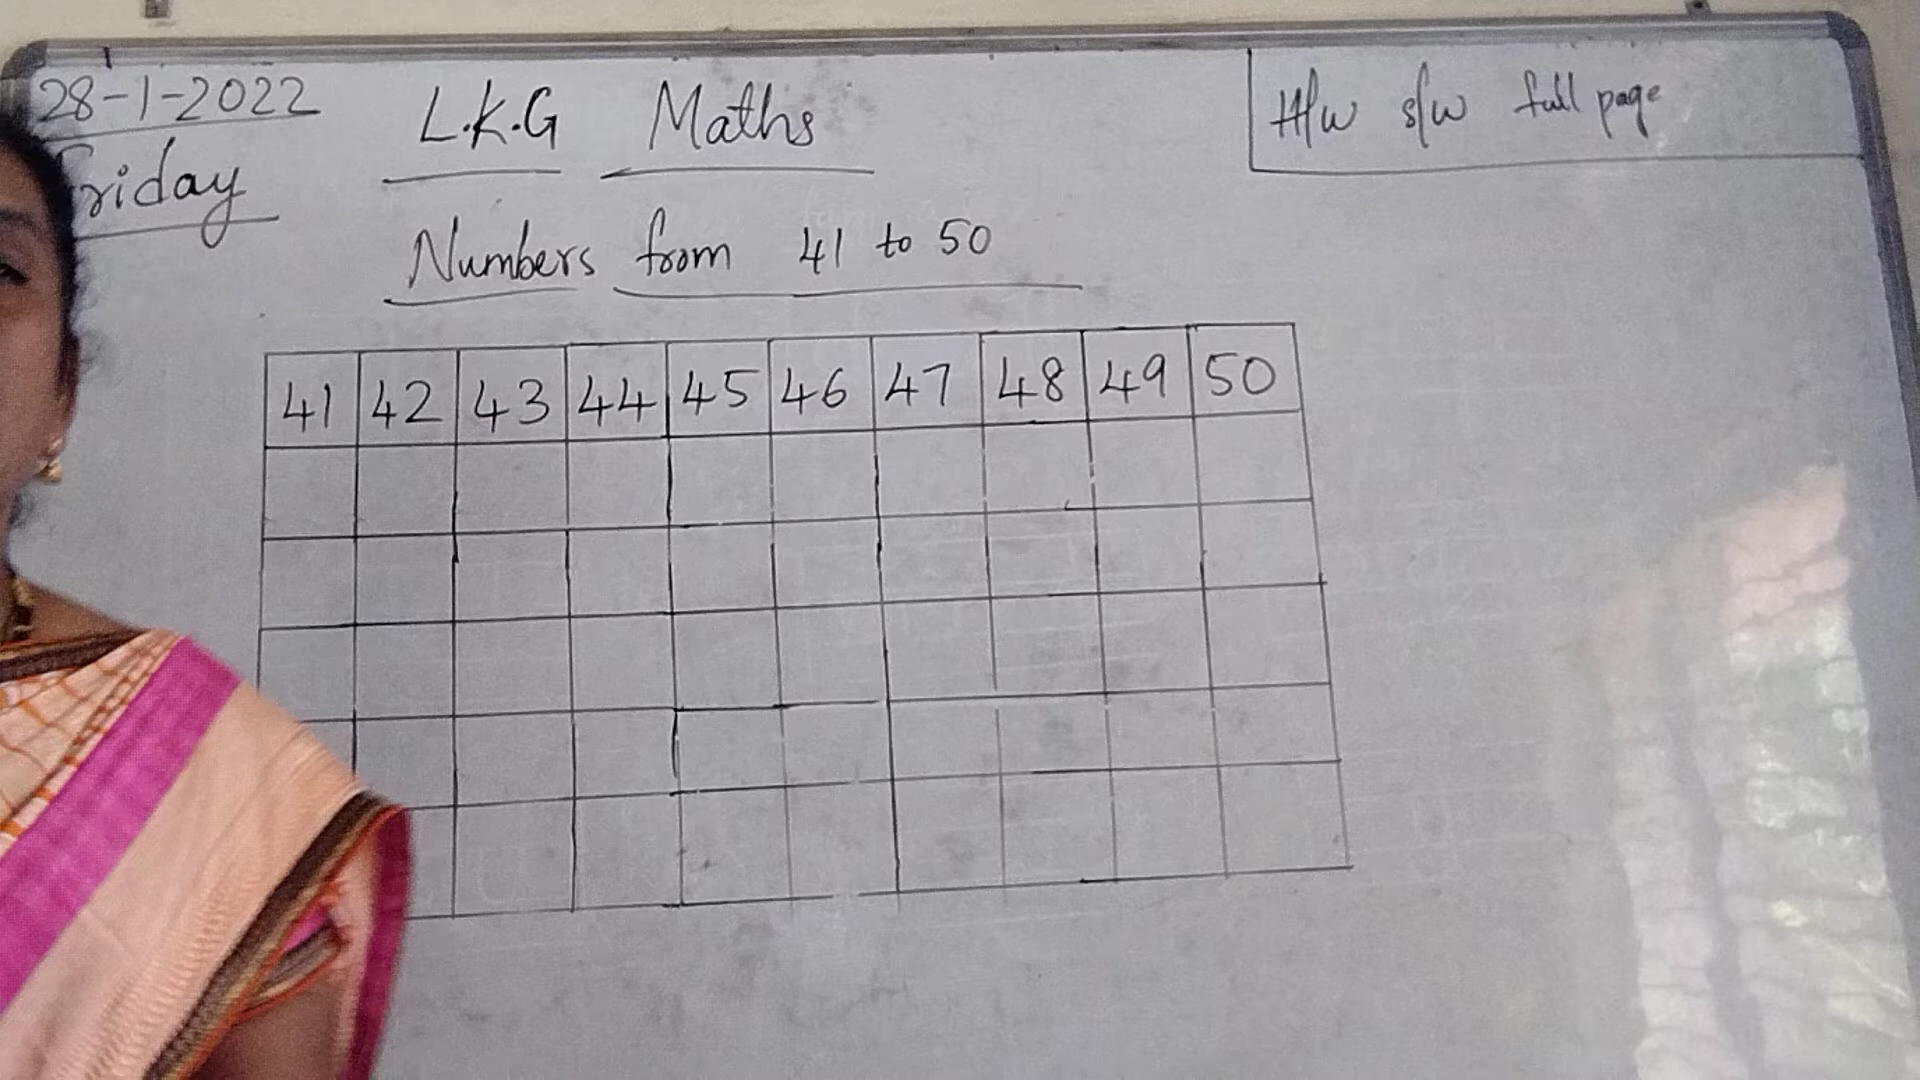 28-1-2022
Friday
L.K.G Maths
H/w s/w full page
Numbers from 41 to 50
41 42 43 44 45 46 47 48 49 50